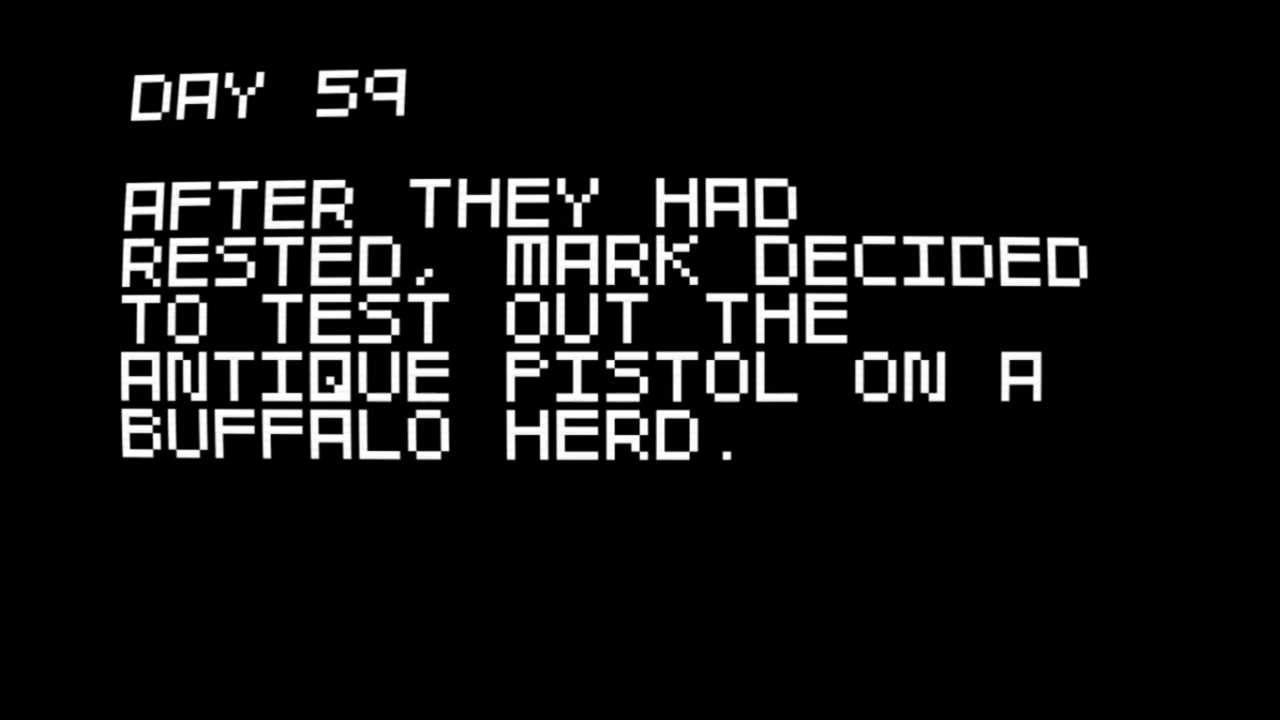 DAY 59
AFTER THEY HAD
RESTED, MARK DECIDED
TO TEST OUT THE
ANTIQUE PISTOL ON A
BUFFALO HERD.